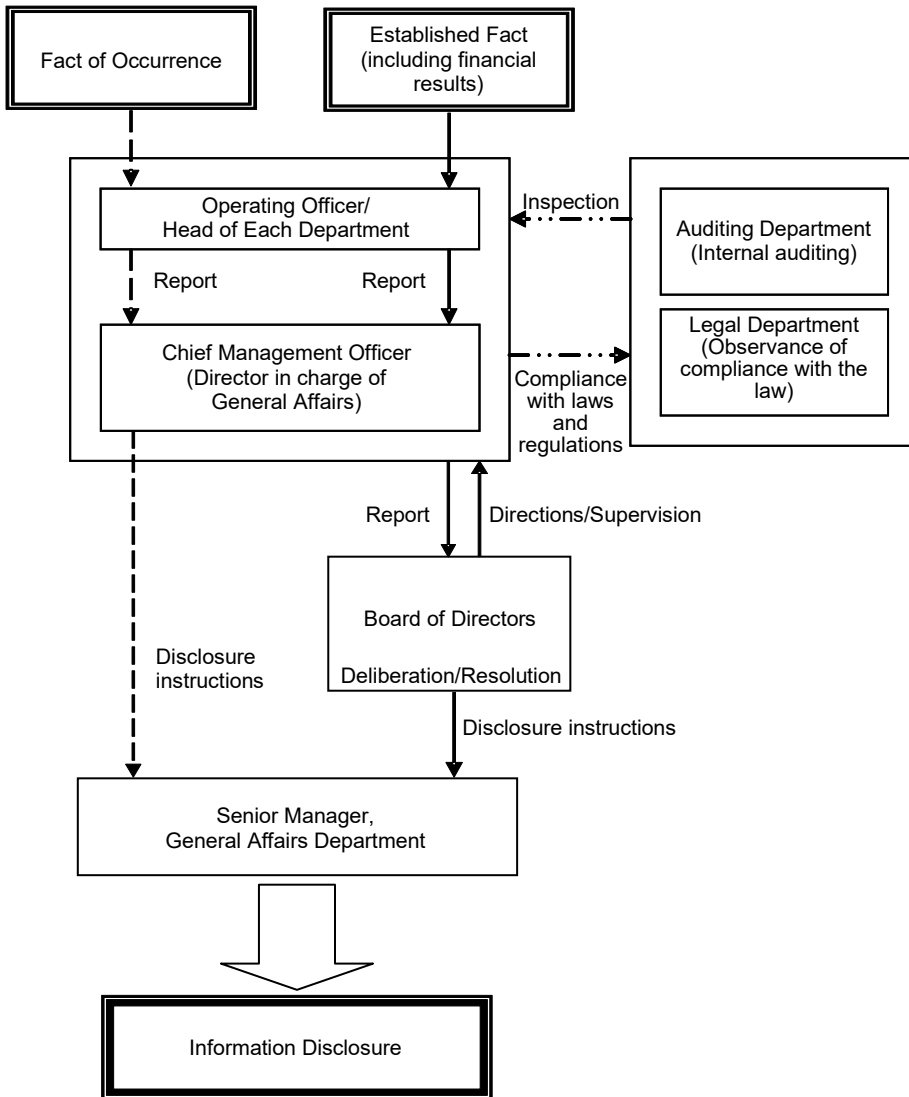 Fact of Occurrence
Established Fact
(including financial
results)
Operating Officer/
Head of Each Department
Inspection
Auditing Department
(Internal auditing)
Report
Report
Chief Management Officer
(Director in charge of
General Affairs)
Legal Department
(Observance of
compliance with the
law)
Compliance
with laws
and
regulations
Report
Directions/Supervision
Board of Directors
Deliberation/Resolution
Disclosure
instructions
Disclosure instructions
Senior Manager,
General Affairs Department
Information Disclosure